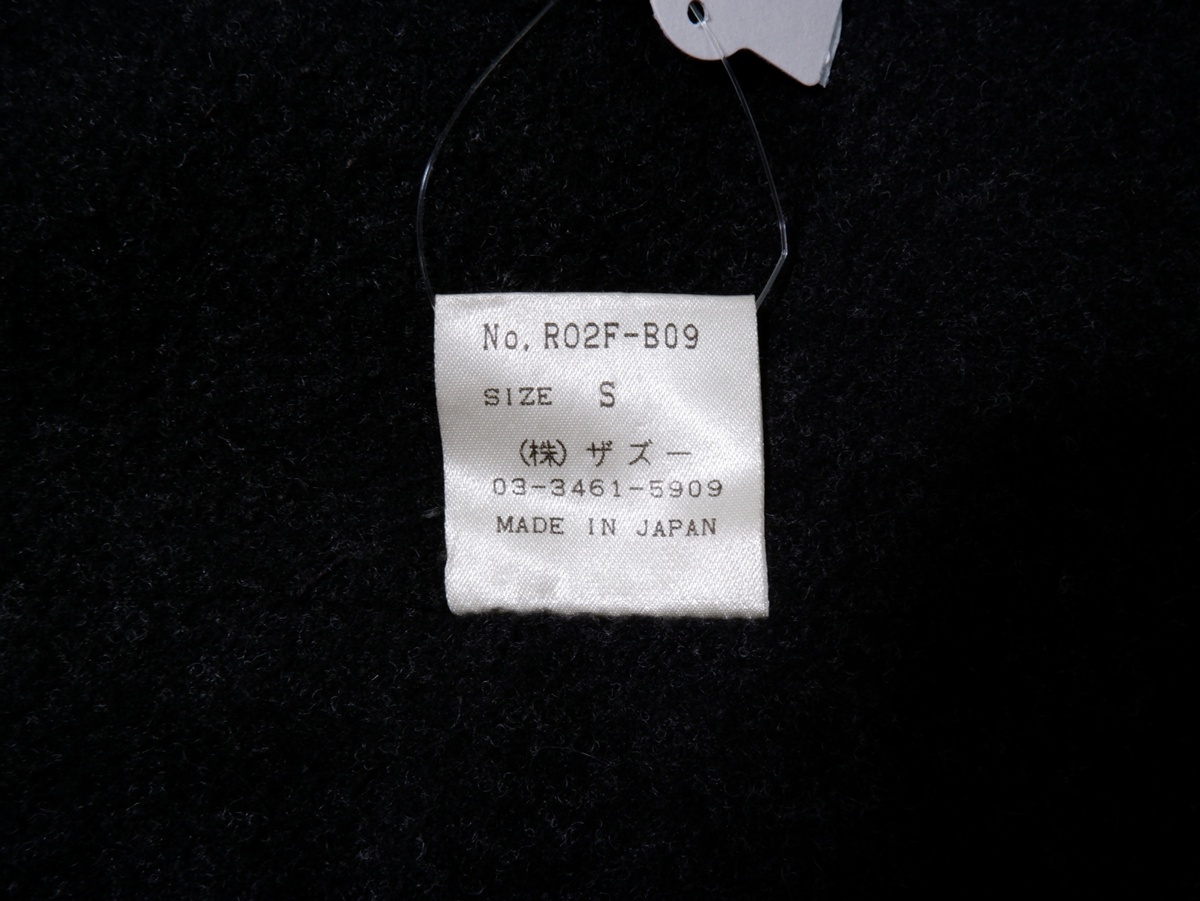 No. R02F-B09
SIZE S
(株) ザズー
03-3461-5909
MADE IN JAPAN